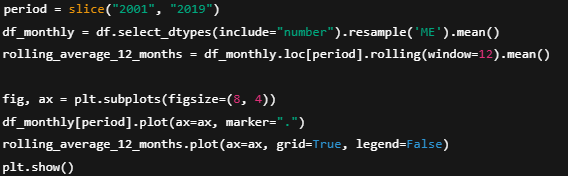 period = slice("2001", "2019")
df_monthly = df.select_dtypes(include="number").resample('ME').mean()
rolling_average_12_months = df_monthly.loc[period].rolling(window=12).mean()
fig, ax = plt.subplots(figsize=(8, 4))
df_monthly[period].plot(ax=ax, marker=".")
rolling_average_12_months.plot(ax=ax, grid=True, legend=False)
plt.show()